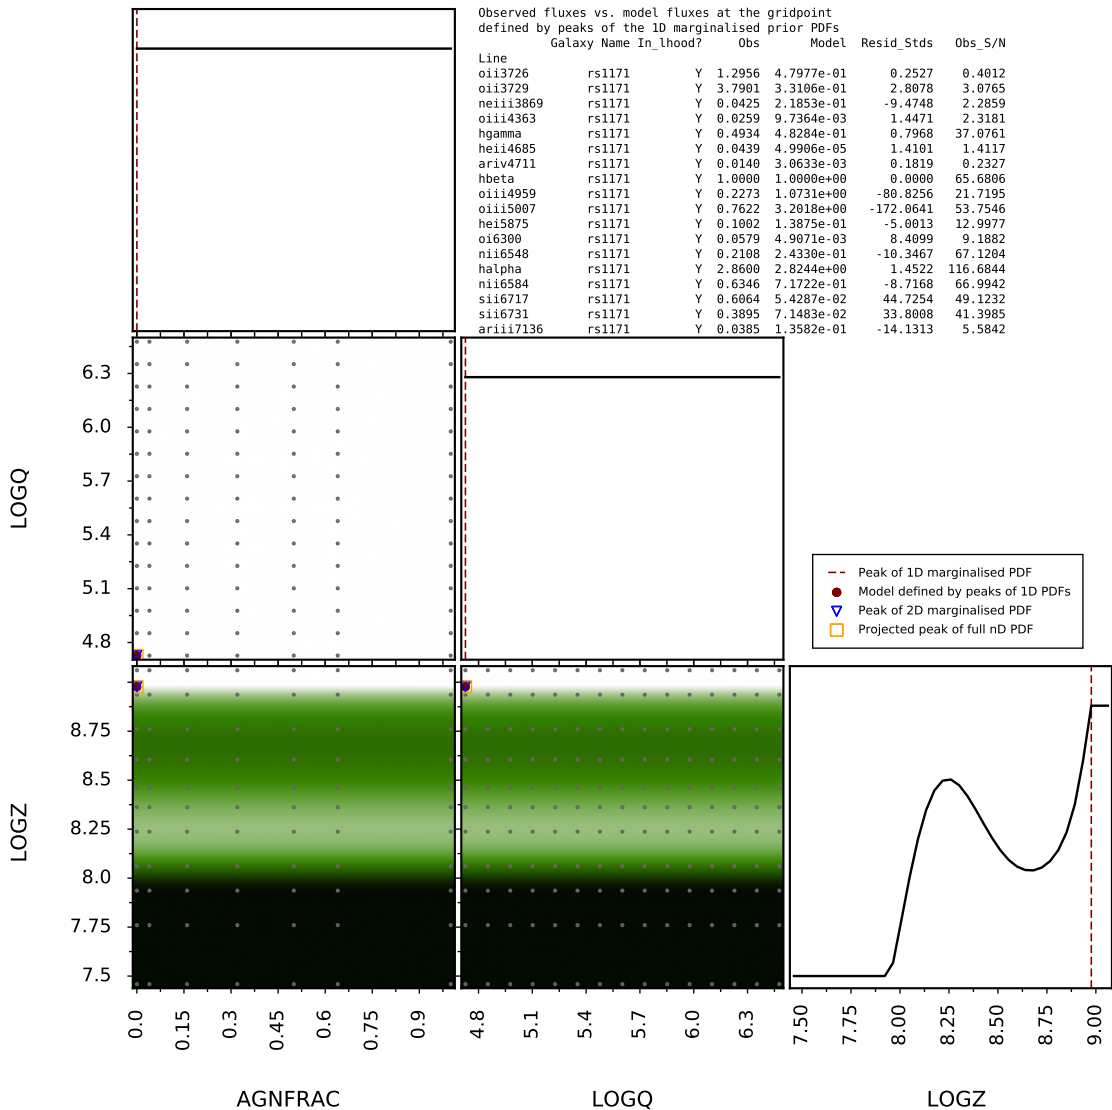 Observed fluxes vs. model fluxes at the gridpoint
defined by peaks of the 1D marginalised prior PDFs
Galaxy Name In_lhood? Obs Model Resid_Stds Obs_S/N
Line
oii3726 rs1171 Y 1.2956 4.7977e-01 0.2527 0.4012
oii3729 rs1171 Y 3.7901 3.3106e-01 2.8078 3.0765
neiii3869 rs1171 Y 0.0425 2.1853e-01 -9.4748 2.2859
oiii4363 rs1171 Y 0.0259 9.7364e-03 1.4471 2.3181
hgamma rs1171 Y 0.4934 4.8284e-01 0.7968 37.0761
heii4685 rs1171 Y 0.0439 4.9906e-05 1.4101 1.4117
ariv4711 rs1171 Y 0.0140 3.0633e-03 0.1819 0.2327
hbeta rs1171 Y 1.0000 1.0000e+00 0.0000 65.6806
oiii4959 rs1171 Y 0.2273 1.0731e+00 -80.8256 21.7195
oiii5007 rs1171 Y 0.7622 3.2018e+00 -172.0641 53.7546
hei5875 rs1171 Y 0.1002 1.3875e-01 -5.0013 12.9977
oi6300 rs1171 Y 0.0579 4.9071e-03 8.4099 9.1882
nii6548 rs1171 Y 0.2108 2.4330e-01 -10.3467 67.1204
halpha rs1171 Y 2.8600 2.8244e+00 1.4522 116.6844
nii6584 rs1171 Y 0.6346 7.1722e-01 -8.7168 66.9942
sii6717 rs1171 Y 0.6064 5.4287e-02 44.7254 49.1232
sii6731 rs1171 Y 0.3895 7.1483e-02 33.8008 41.3985
ariii7136 rs1171 Y 0.0385 1.3582e-01 -14.1313 5.5842
6.3
6.0
5.7
5.4
5.1
4.8
LOGQ
Peak of 1D marginalised PDF
Model defined by peaks of 1D PDFs
Peak of 2D marginalised PDF
Projected peak of full nD PDF
8.75
8.5
8.25
8.0
7.75
7.5
LOGZ
0.0 0.15 0.3 0.45 0.6 0.75 0.9
4.8 5.1 5.4 5.7 6.0 6.3
7.50 7.75 8.00 8.25 8.50 8.75 9.00
AGNFRAC LOGQ LOGZ